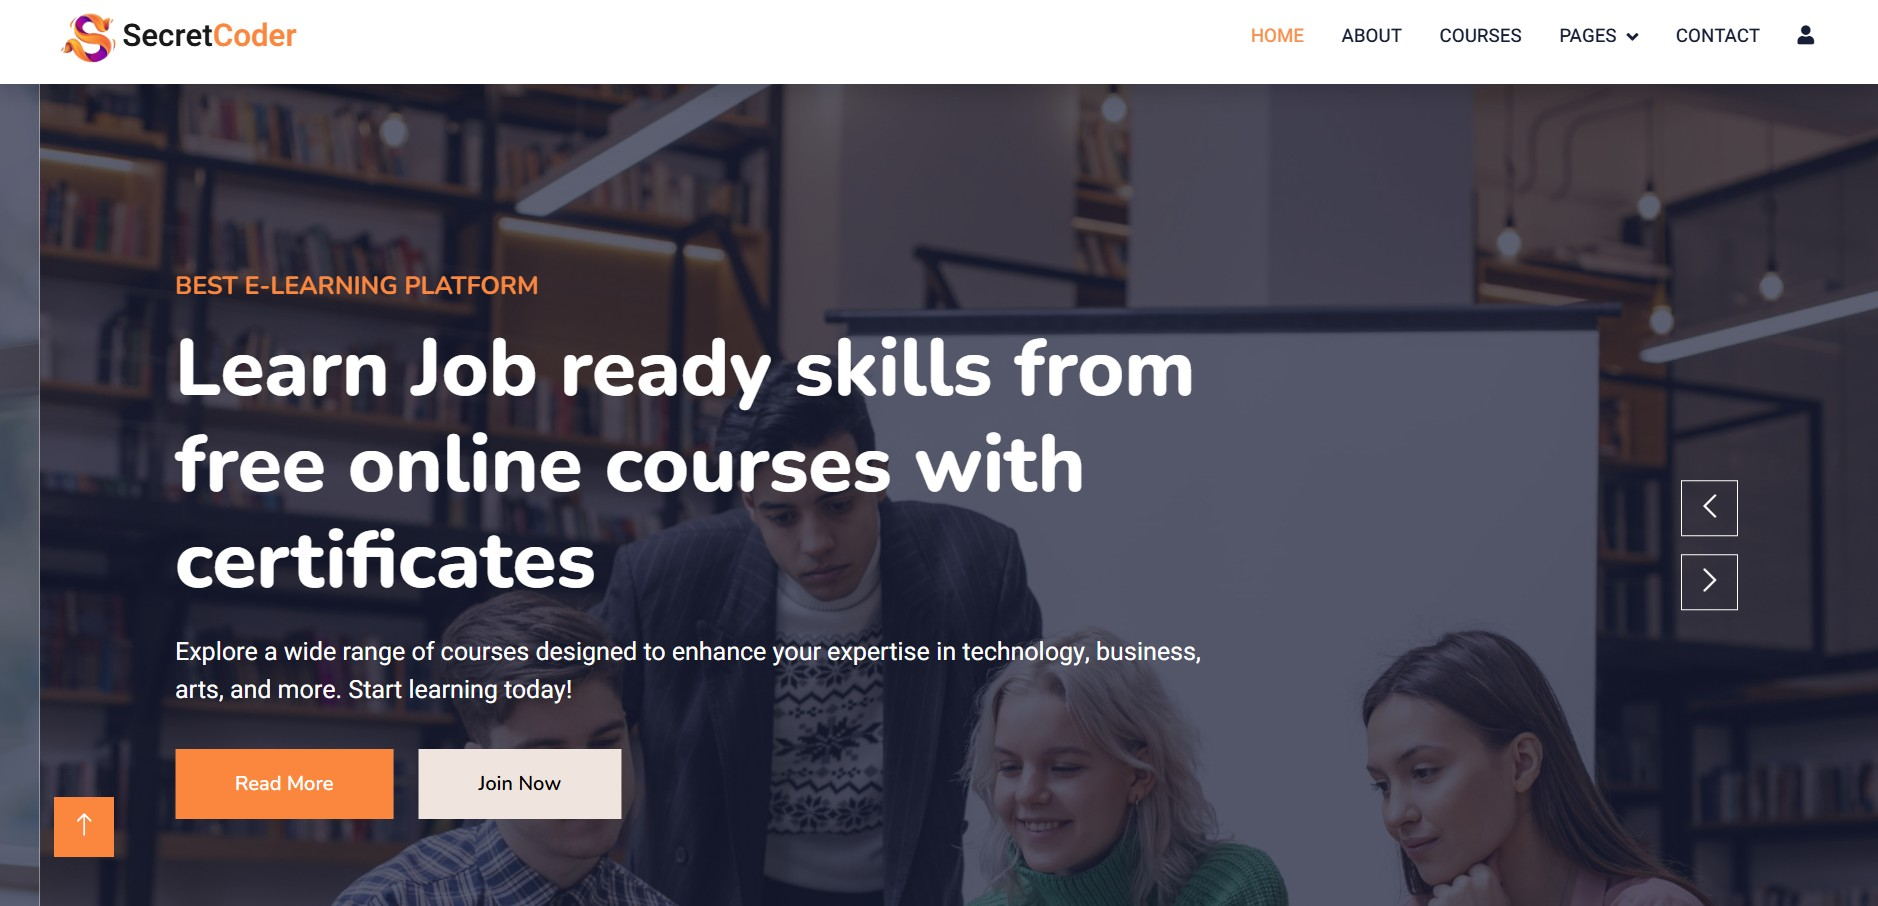 SecretCoder
HOME ABOUT COURSES PAGES CONTACT
BEST E-LEARNING PLATFORM
Learn Job ready skills from
free online courses with
certificates
Explore a wide range of courses designed to enhance your expertise in technology, business,
arts, and more. Start learning today!
Read More Join Now